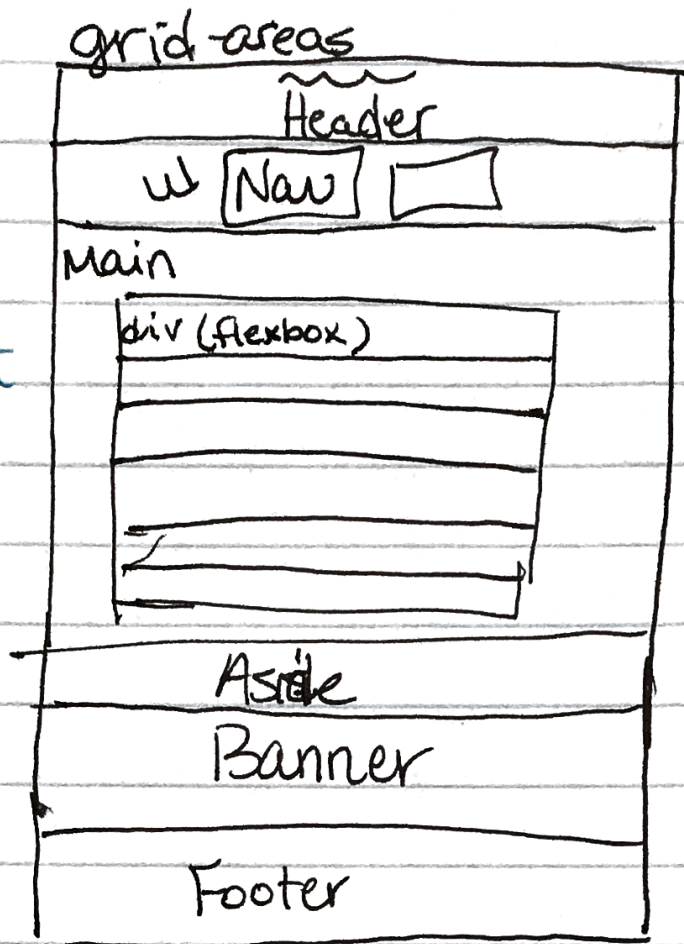 grid-areas
Header
Nav
Main
div (flexbox)
Aside
Banner
Footer